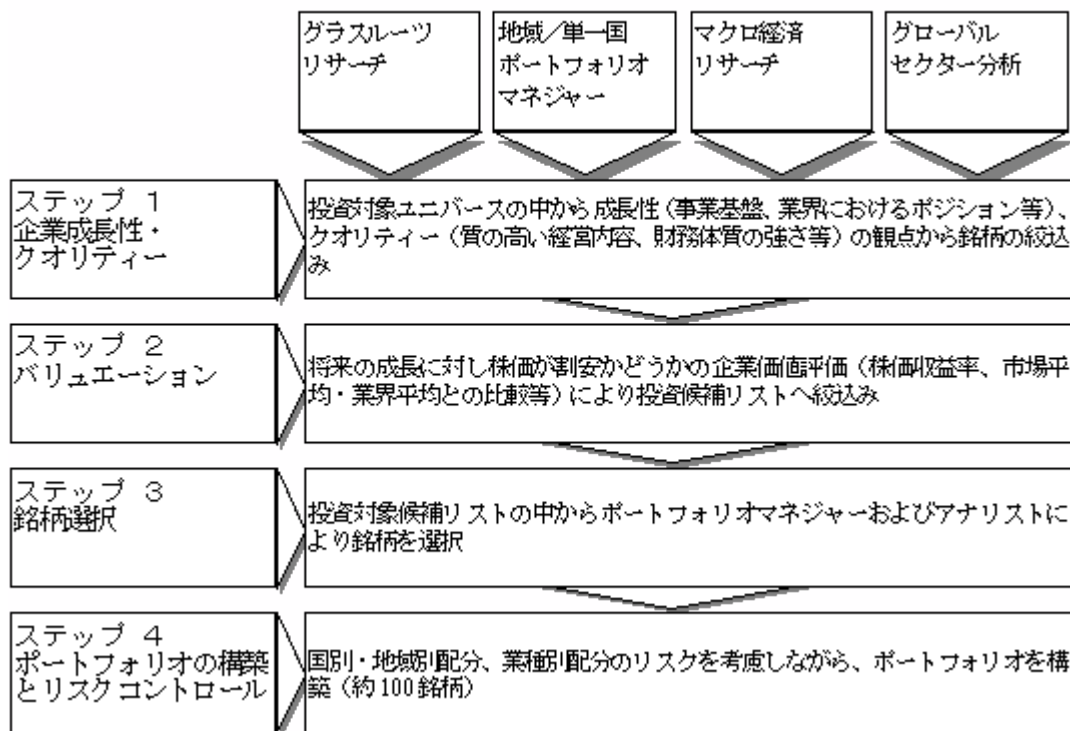 グラスルーツ
リサーチ
地域／単一国
ポートフォリオ
マネジャー
マクロ経済
リサーチ
グローバル
セクター分析
ステップ 1
企業成長性・
クオリティー
投資対象ユニバースの中から成長性（事業基盤、業界におけるポジション等）、
クオリティー（質の高い経営内容、財務体質の強さ等）の観点から銘柄の絞込
み
ステップ 2
バリュエーション
将来の成長に対し株価が割安かどうかの企業価値評価（株価収益率、市場平
均・業界平均との比較等）により投資候補リストへ絞込み
ステップ 3
銘柄選択
投資対象候補リストの中からポートフォリオマネジャーおよびアナリストに
より銘柄を選択
ステップ 4
ポートフォリオの構築
とリスクコントロール
国別・地域別配分、業種別配分のリスクを考慮しながら、ポートフォリオを構
築（約100銘柄）